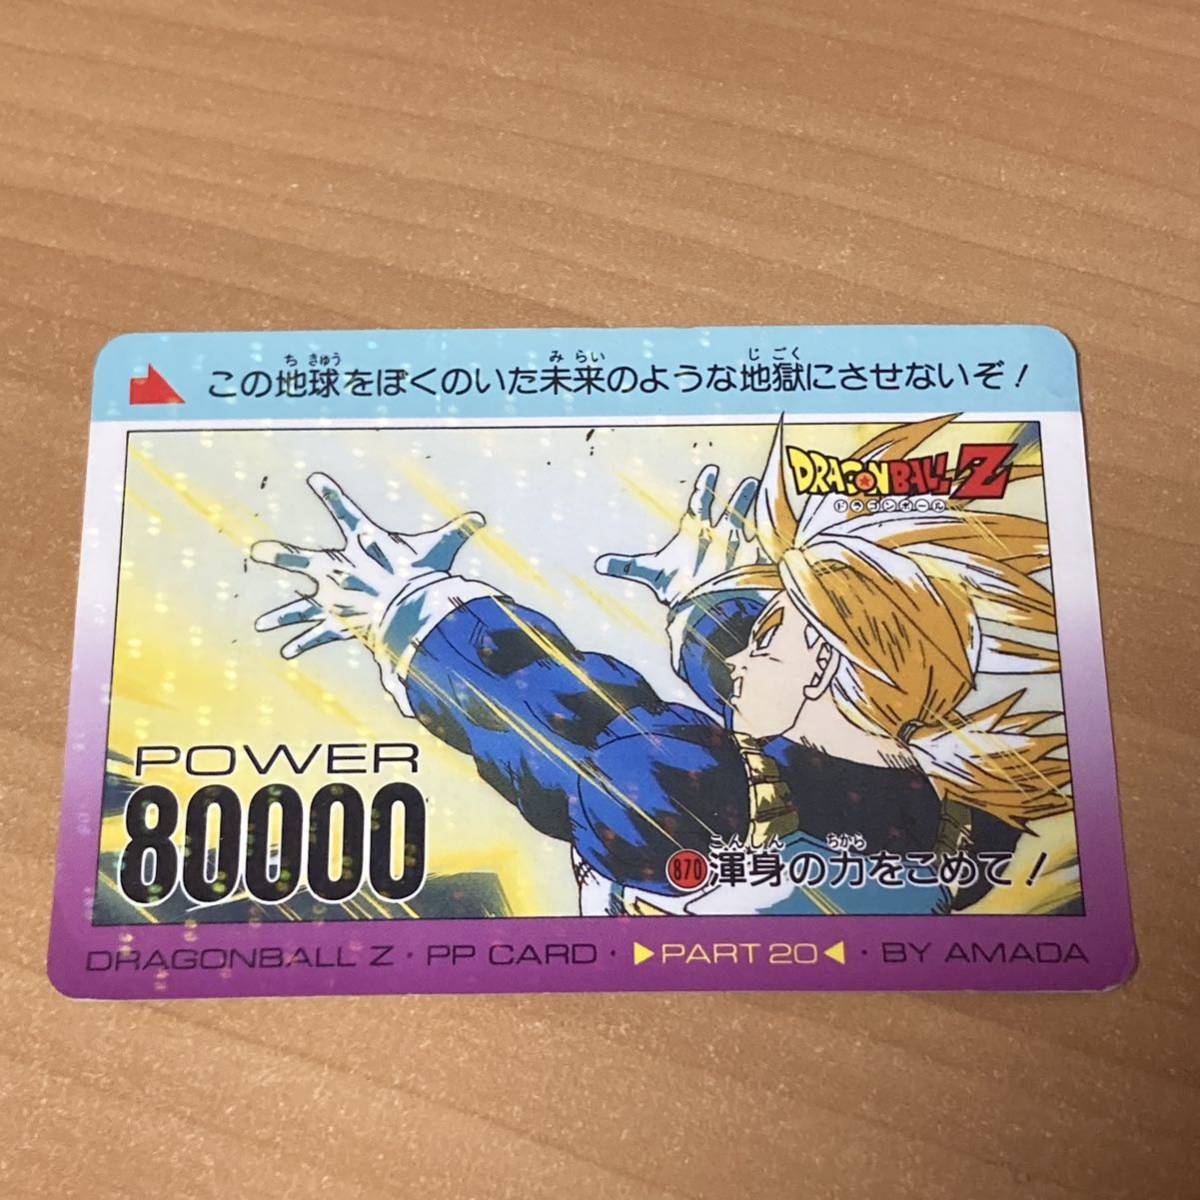 この地球をぼくのいた未来のような地獄にさせないぞ！
ちきゅう みらい じごく
DRAGONBALL Z
ドラゴンボール
POWER
80000
こんしん ちから
870 渾身の力をこめて！
DRAGONBALL Z・PP CARD・▶PART 20◀・BY AMADA